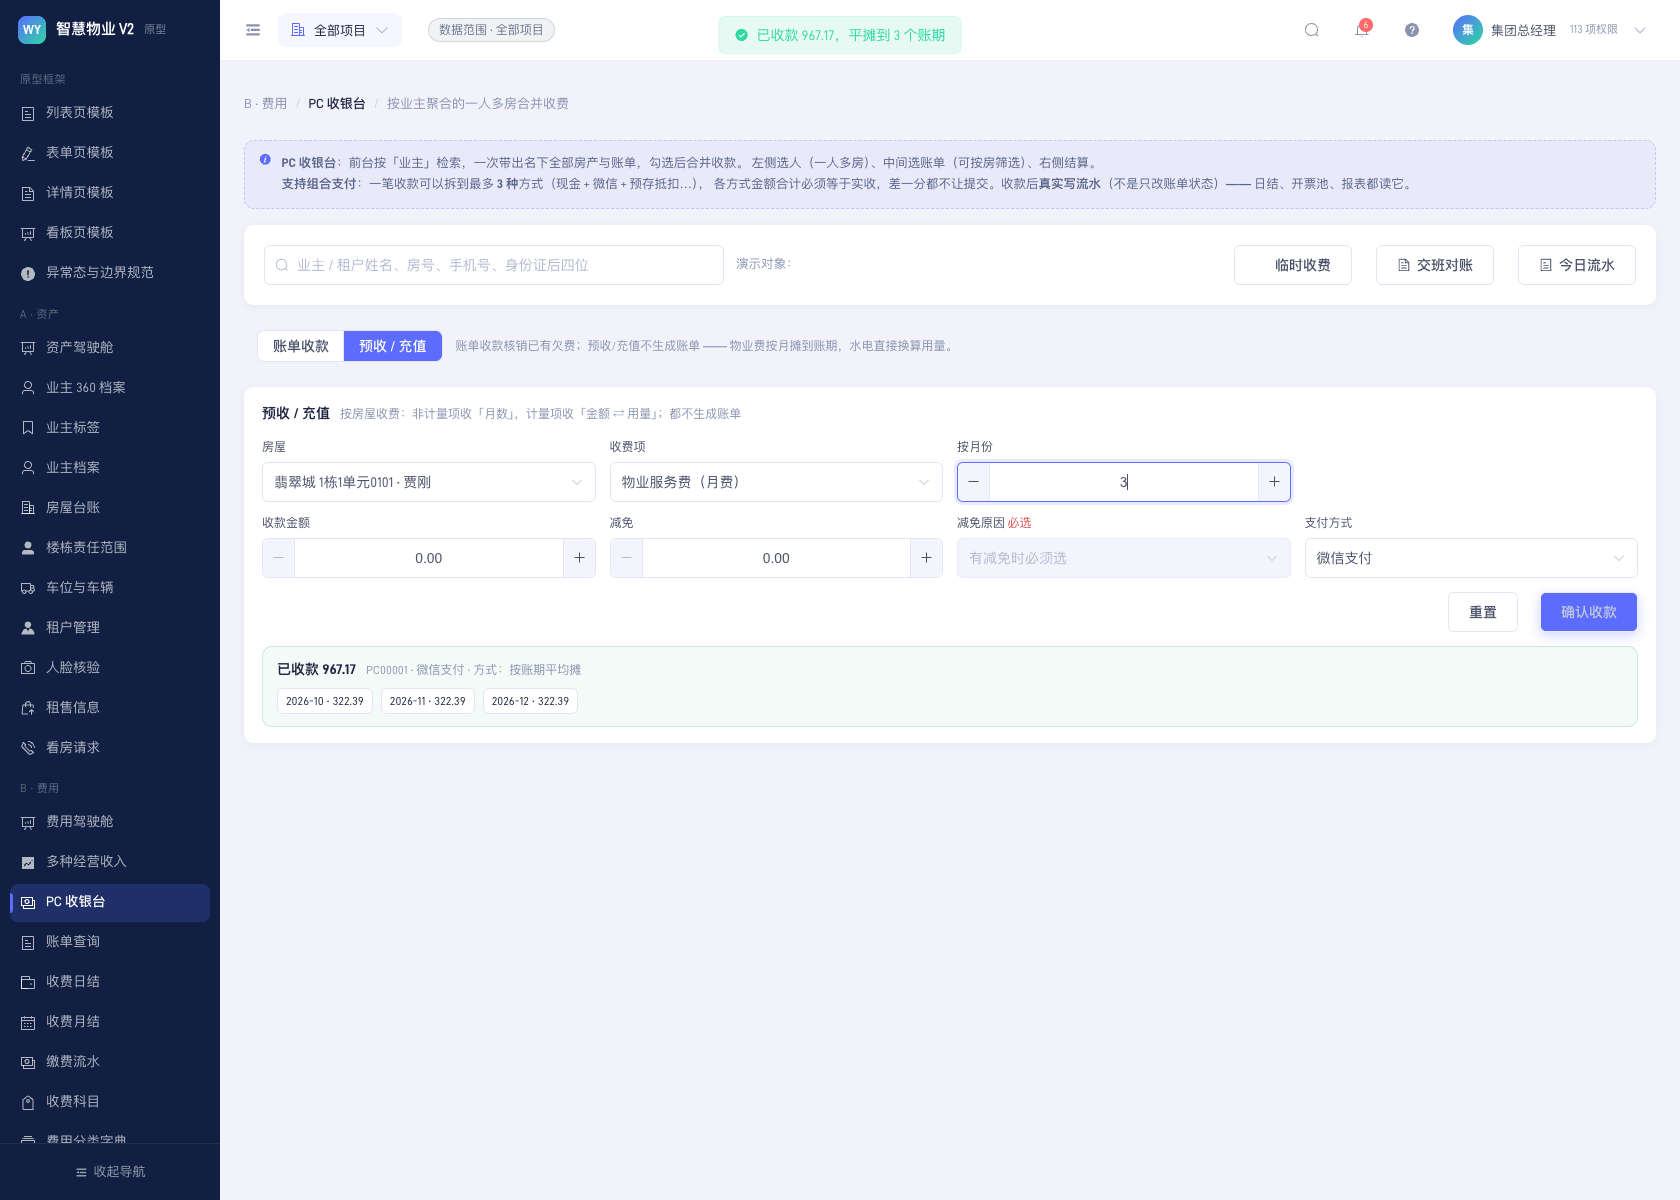 WY 智慧物业 V2 原型
全部项目
数据范围 · 全部项目
已收款 967.17，平摊到 3 个账期
6
集 集团总经理 113 项权限
原型框架
列表页模板
表单页模板
详情页模板
看板页模板
异常态与边界规范
A · 资产
资产驾驶舱
业主 360 档案
业主标签
业主档案
房屋台账
楼栋责任范围
车位与车辆
租户管理
人脸核验
租售信息
看房请求
B · 费用
费用驾驶舱
多种经营收入
PC 收银台
账单查询
收费日结
收费月结
缴费流水
收费科目
费用分类字典
收起导航
B · 费用 / PC 收银台 / 按业主聚合的一人多房合并收费
PC 收银台：前台按「业主」检索，一次带出名下全部房产与账单，勾选后合并收款。 左侧选人（一人多房）、中间选账单（可按房筛选）、右侧结算。
支持组合支付：一笔收款可以拆到最多 3 种方式（现金 + 微信 + 预存抵扣…）， 各方式金额合计必须等于实收，差一分都不让提交。收款后真实写流水（不是只改账单状态）—— 日结、开票池、报表都读它。
业主 / 租户姓名、房号、手机号、身份证后四位
演示对象：
临时收费
交班对账
今日流水
账单收款 预收 / 充值 账单收款核销已有欠费；预收/充值不生成账单 —— 物业费按月摊到账期，水电直接换算用量。
预收 / 充值 按房屋收费：非计量项收「月数」，计量项收「金额 ⇄ 用量」；都不生成账单
房屋 收费项 按月份
翡翠城 1栋1单元0101 · 贾刚 物业服务费（月费） 3
收款金额 减免 减免原因 必选 支付方式
0.00 0.00 有减免时必须选 微信支付
重置 确认收款
已收款 967.17 PC00001 · 微信支付 · 方式：按账期平均摊
2026-10 · 322.39 2026-11 · 322.39 2026-12 · 322.39